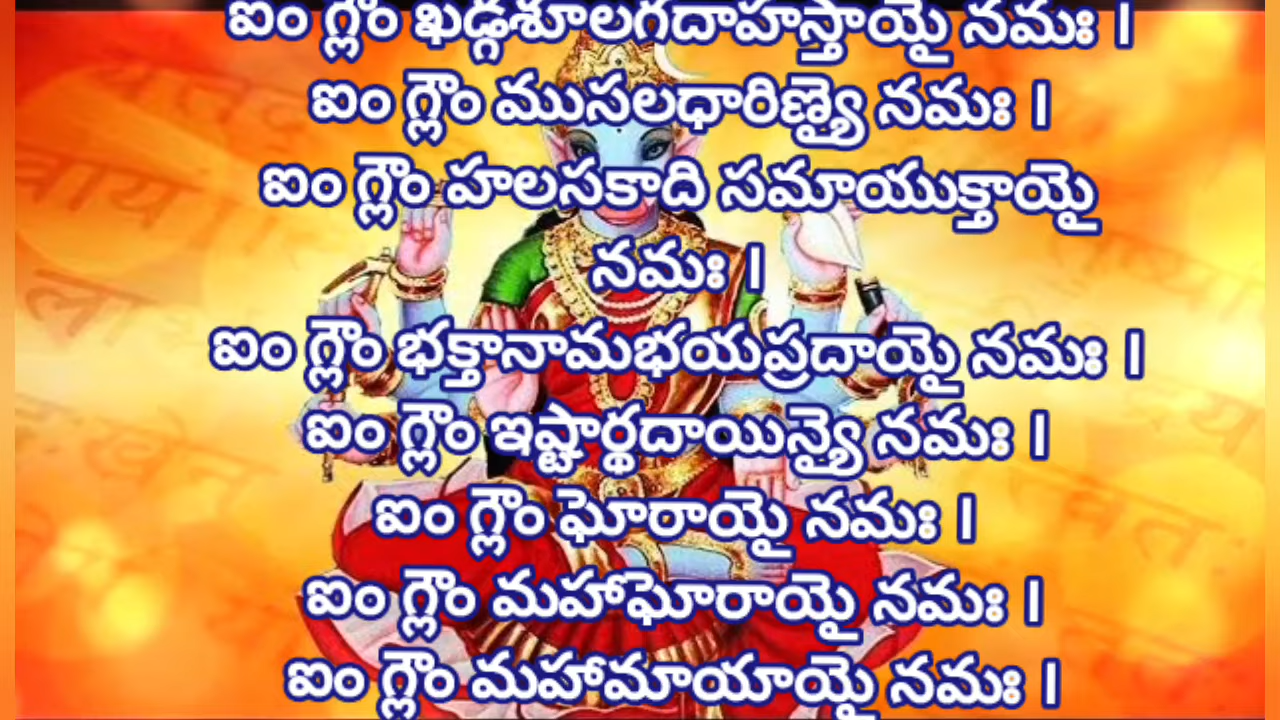 ఐం గ్లౌం ఖడ్గశూలగదాహస్తాయై నమః ।
ఐం గ్లౌం ముసలధారిణ్యై నమః ।
ఐం గ్లౌం హలసకాది సమాయుక్తాయై
నమః ।
ఐం గ్లౌం భక్తానామభయప్రదాయై నమః ।
ఐం గ్లౌం ఇష్టార్థదాయిన్యై నమః ।
ఐం గ్లౌం ఘోరాయై నమః ।
ఐం గ్లౌం మహాఘోరాయై నమః ।
ఐం గ్లౌం మహామాయాయై నమః ।